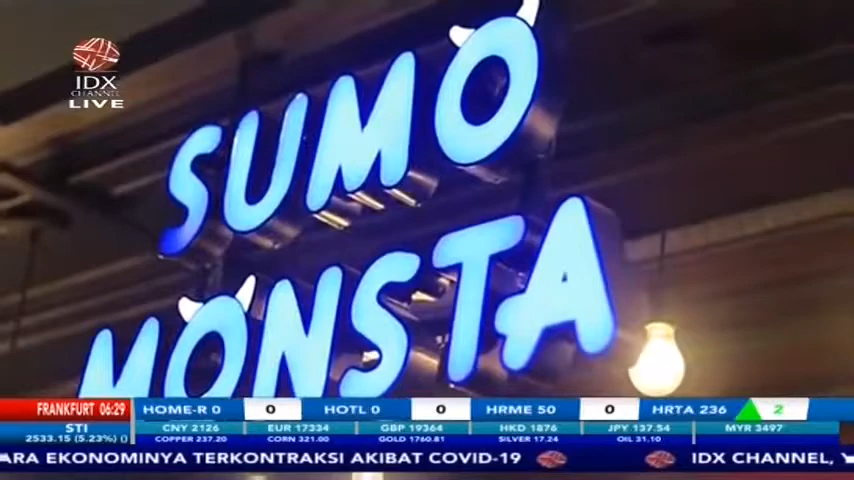 IDX
CHANNEL
LIVE
SUMO
MONSTA
FRANKFURT 06:29
HOME-R 0
0
HOTL 0
0
HRME 50
0
HRTA 236
2
STI
2533.15 (5.23%) ()
CNY 2126
EUR 17334
GBP 19364
HKD 1876
JPY 137.54
MYR 3497
COPPER 237.20
CORN 321.00
GOLD 1760.81
SILVER 17.24
OIL 31.10
ARA EKONOMINYA TERKONTRAKSI AKIBAT COVID-19
IDX CHANNEL, Y